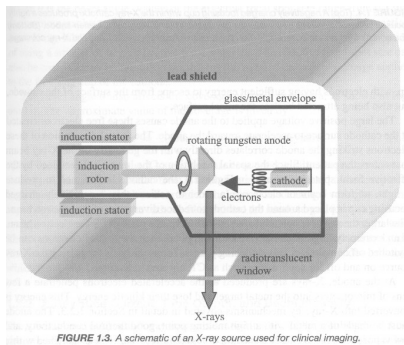 lead shield
glass/metal envelope
induction stator
rotating tungsten anode
induction
rotor
cathode
electrons
induction stator
radiotranslucent
window
X-rays
FIGURE 1.3. A schematic of an X-ray source used for clinical imaging.